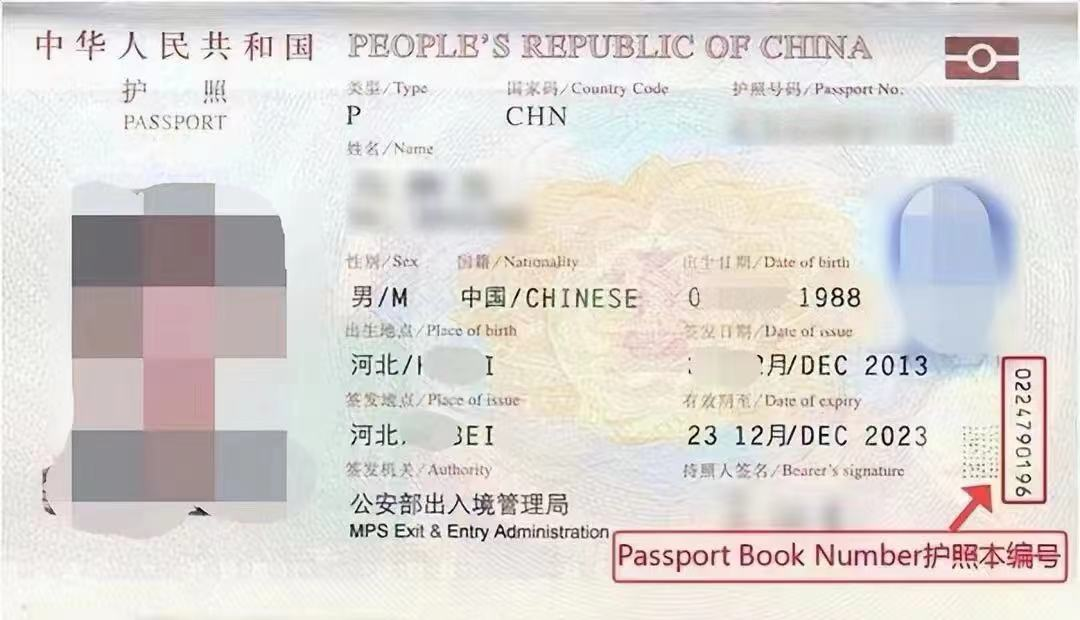 中华人民共和国 PEOPLE'S REPUBLIC OF CHINA
护 照
PASSPORT
类型/Type 国家码/Country Code 护照号码/Passport No.
P CHN
姓名/Name
性别/Sex 国籍/Nationality 出生日期/Date of birth
男/M 中国/CHINESE 0 1988
出生地点/Place of birth 签发日期/Date of issue
河北/ I 月/DEC 2013
签发地点/Place of issue 有效期至/Date of expiry
河北 BEI 23 12月/DEC 2023
签发机关/Authority 持照人签名/Bearer's signature
公安部出入境管理局
MPS Exit & Entry Administration
0224790196
Passport Book Number护照本编号